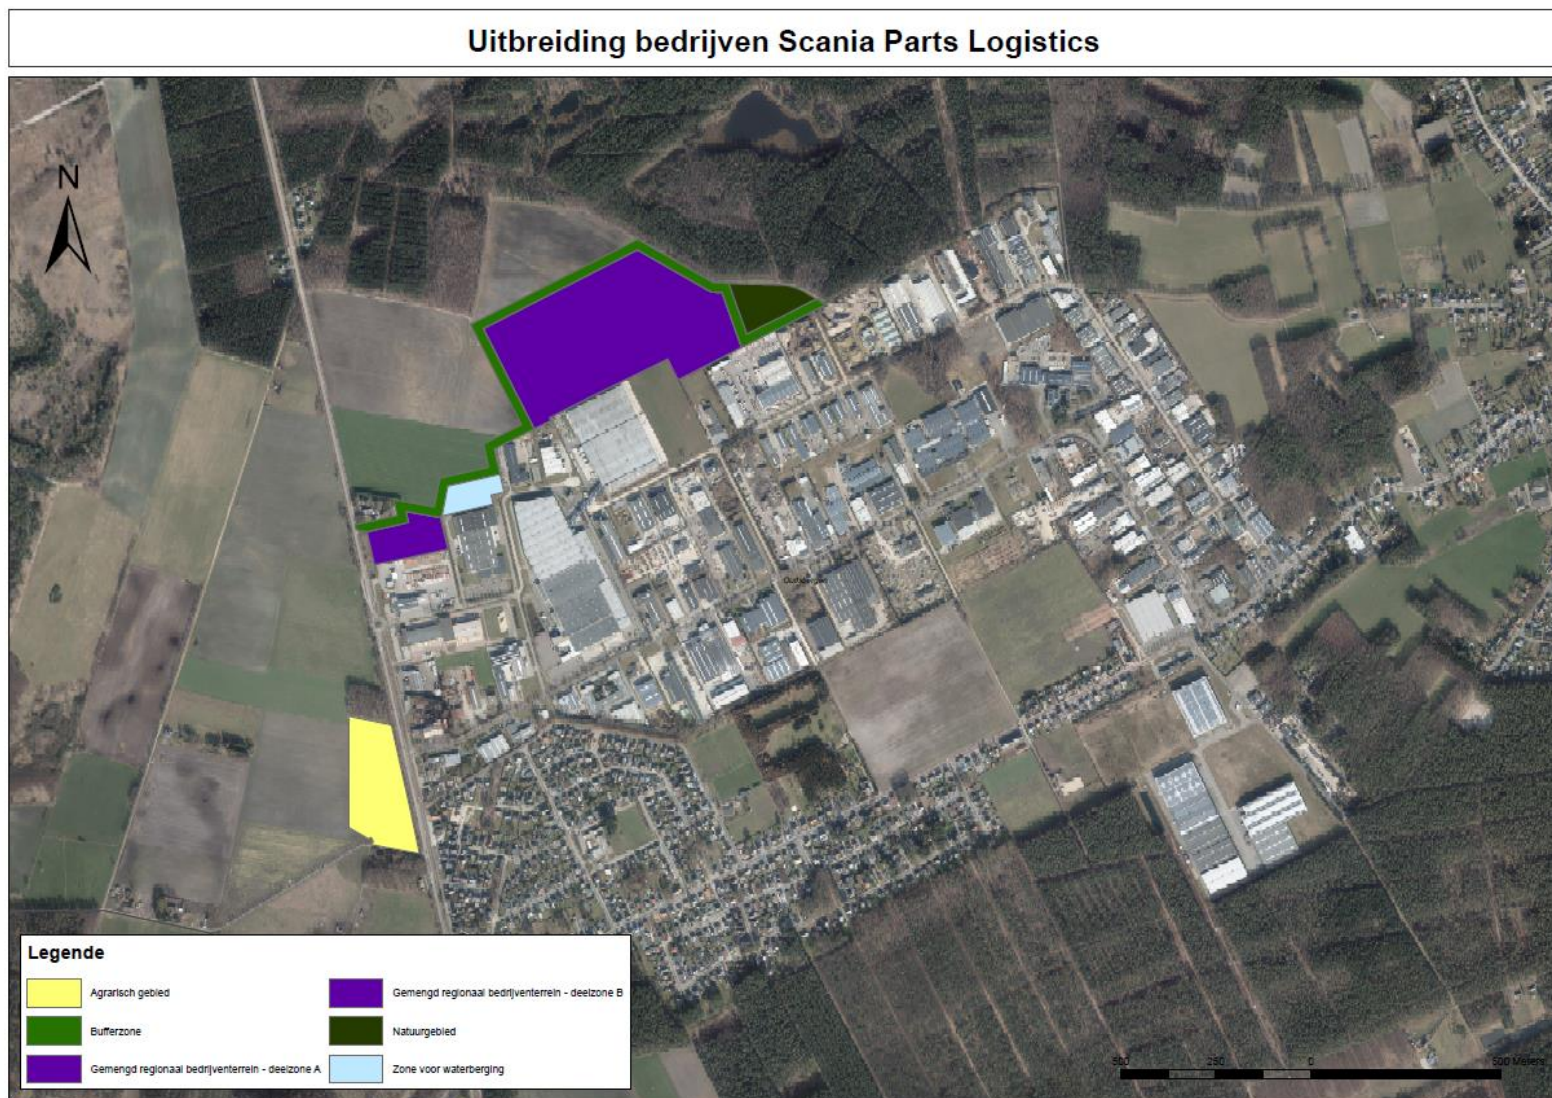 Uitbreiding bedrijven Scania Parts Logistics
N
Oudsbergen
Legende
Agrarisch gebied
Gemengd regionaal bedrijventerrein - deelzone B
Bufferzone
Natuurgebied
Gemengd regionaal bedrijventerrein - deelzone A
Zone voor waterberging
500 250 0 500 Meters